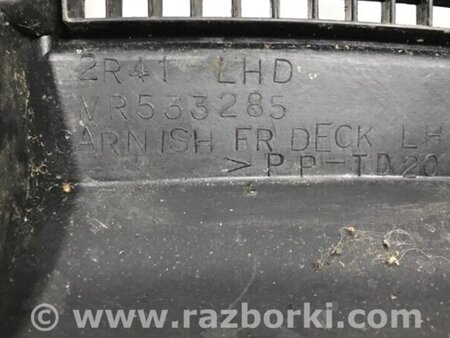 2R41 LHD
MR533285
GARNISH FR DECK LH
>PP-TD20
www.razborki.com